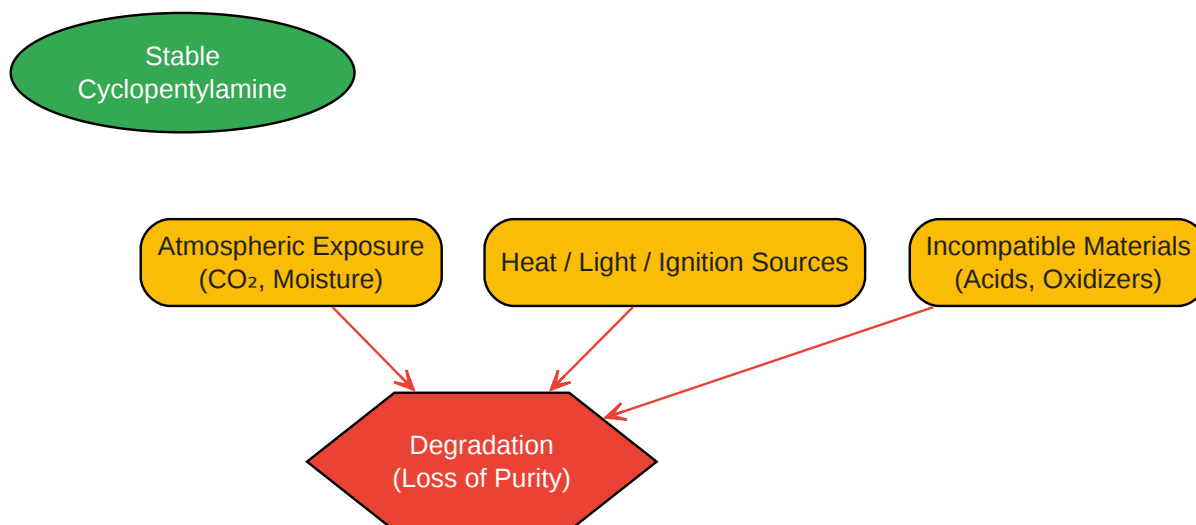 Stable
Cyclopentylamine
Atmospheric Exposure
(CO₂, Moisture)
Heat / Light / Ignition Sources
Incompatible Materials
(Acids, Oxidizers)
Degradation
(Loss of Purity)